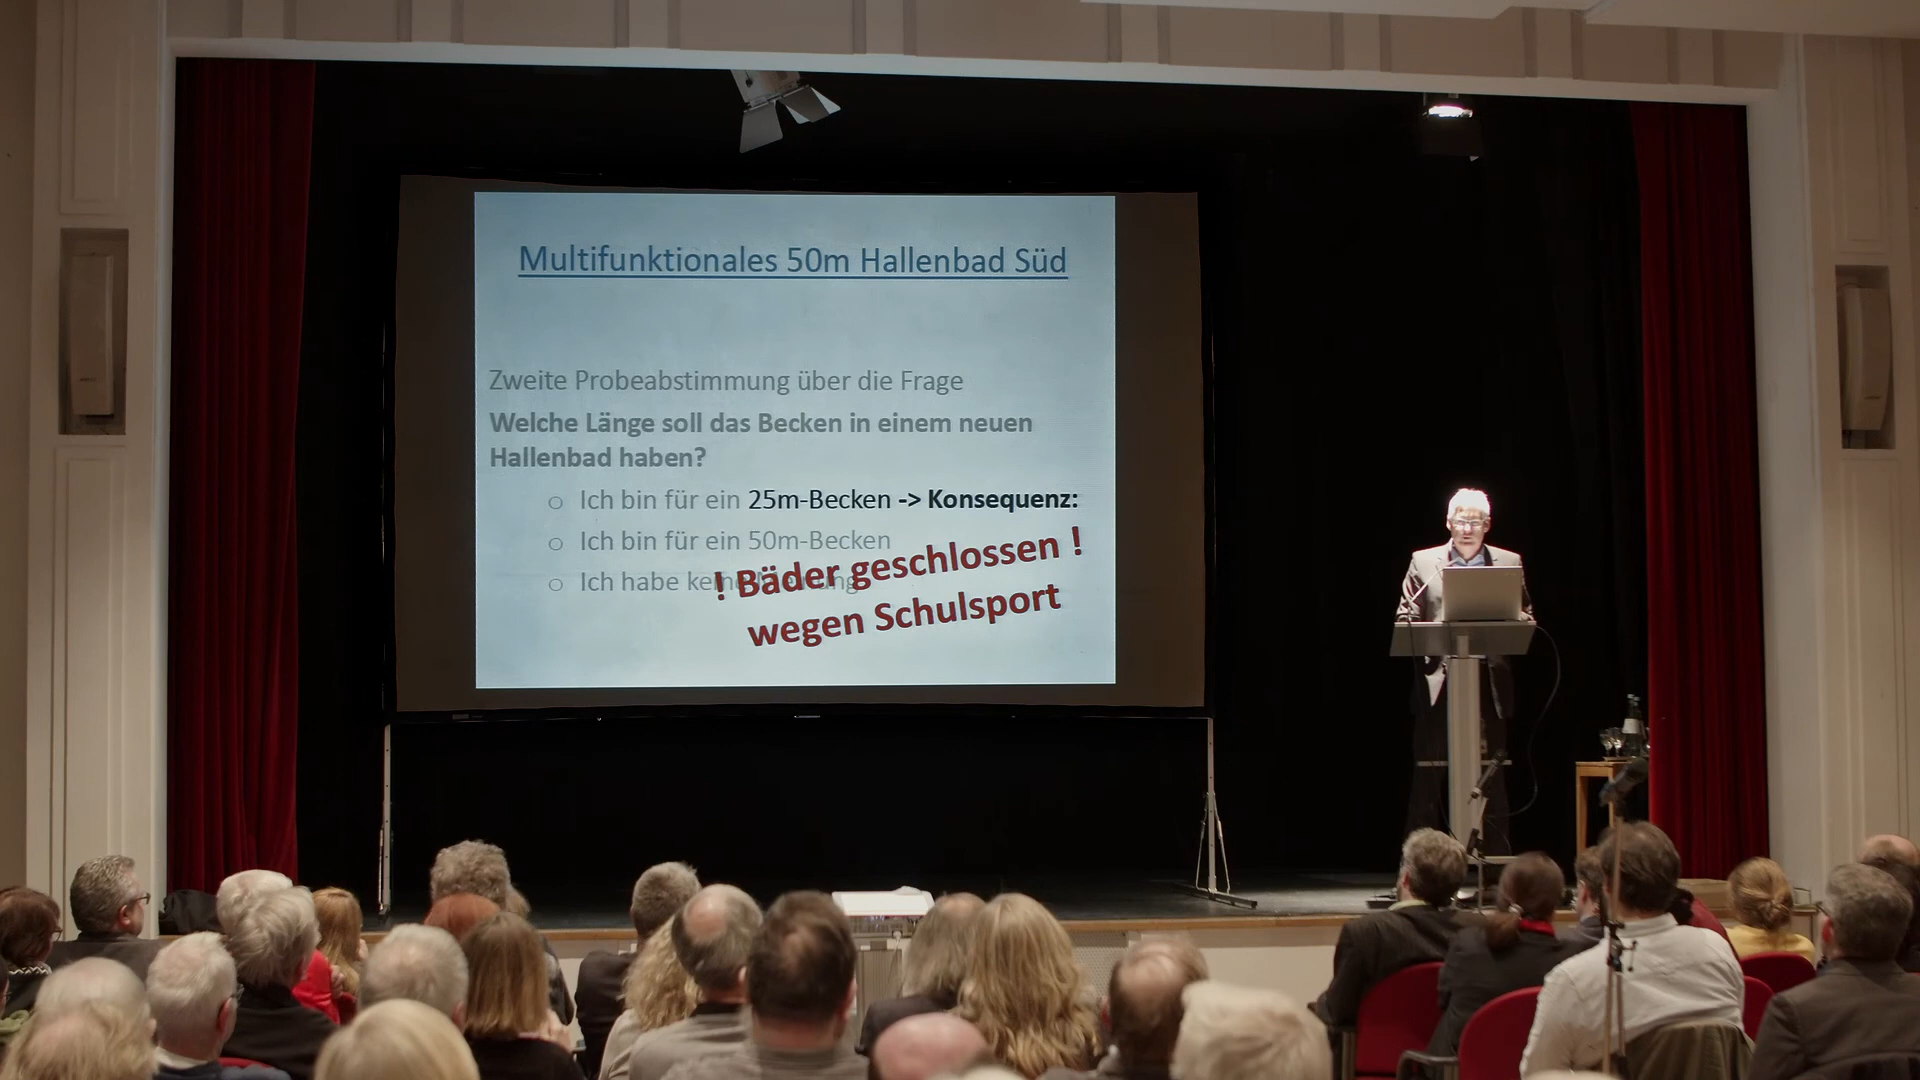 Multifunktionales 50m Hallenbad Süd
Zweite Probeabstimmung über die Frage
Welche Länge soll das Becken in einem neuen
Hallenbad haben?
o Ich bin für ein 25m-Becken -> Konsequenz:
o Ich bin für ein 50m-Becken
o Ich habe keine Meinung
! Bäder geschlossen !
wegen Schulsport